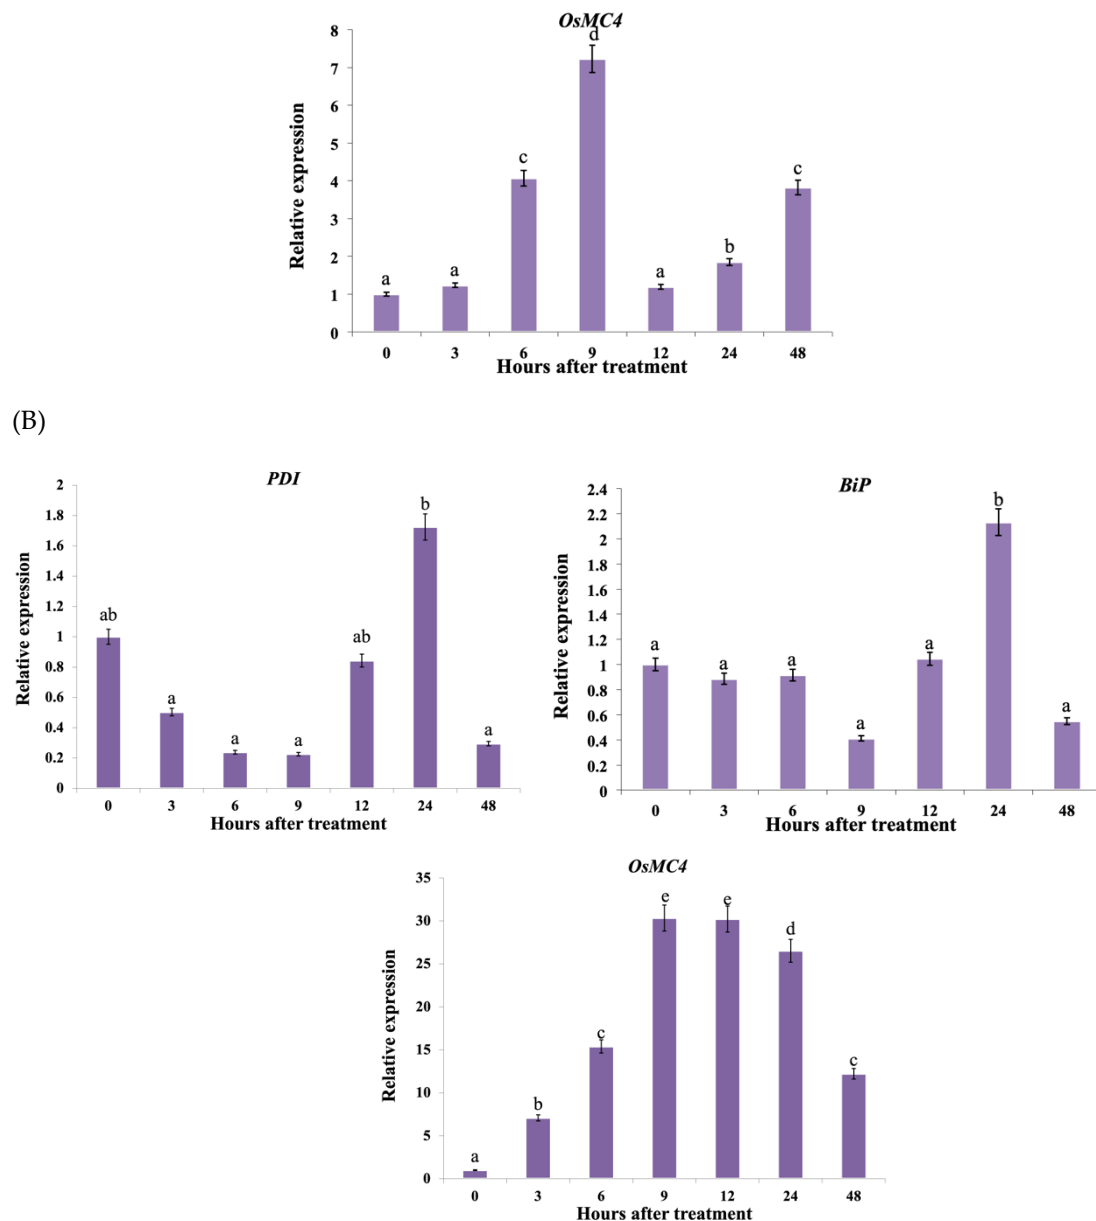 OsMC4
8
7
6
5
4
3
2
1
0
Relative expression
a
a
c
d
a
b
c
0 3 6 9 12 24 48
Hours after treatment
(B)
PDI
2
1.8
1.6
1.4
1.2
1
0.8
0.6
0.4
0.2
0
Relative expression
ab
a
a
a
ab
b
a
0 3 6 9 12 24 48
Hours after treatment
BiP
2.4
2.2
2
1.8
1.6
1.4
1.2
1
0.8
0.6
0.4
0.2
0
Relative expression
a
a
a
a
a
b
a
0 3 6 9 12 24 48
Hours after treatment
OsMC4
35
30
25
20
15
10
5
0
Relative expression
a
b
c
e
e
d
c
0 3 6 9 12 24 48
Hours after treatment